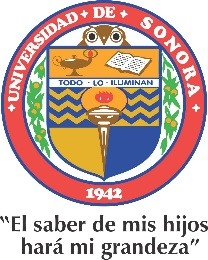 UNIVERSIDAD • DE • SONORA
TODO • LO • ILUMINAN
1942
“El saber de mis hijos
hará mi grandeza”